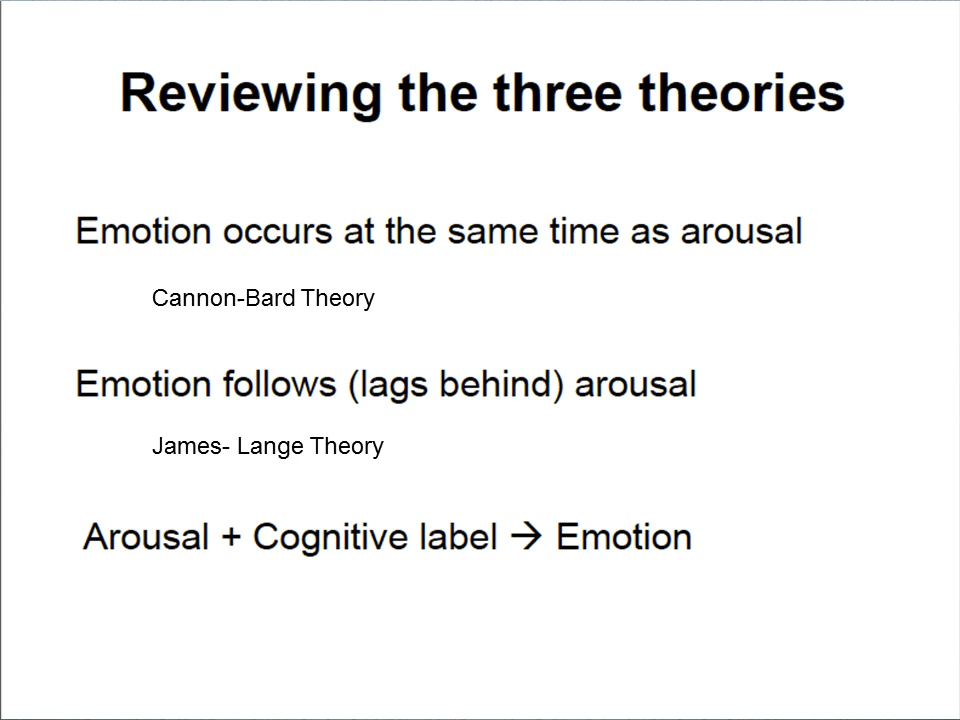 Reviewing the three theories
Emotion occurs at the same time as arousal
Cannon-Bard Theory
Emotion follows (lags behind) arousal
James- Lange Theory
Arousal + Cognitive label → Emotion